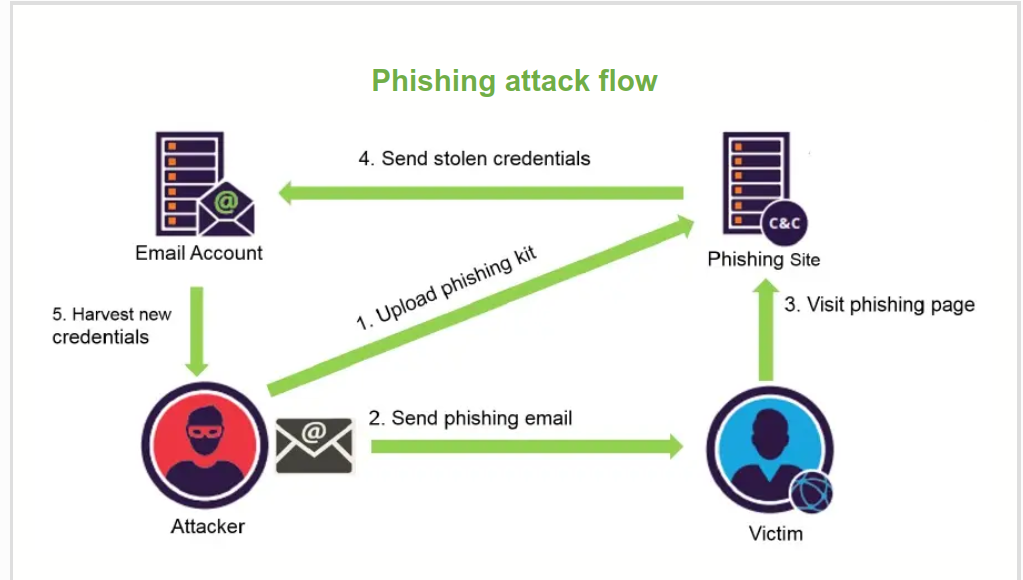 Phishing attack flow
4. Send stolen credentials
@
C&C
Email Account
Phishing Site
1. Upload phishing kit
5. Harvest new
credentials
3. Visit phishing page
@
2. Send phishing email
Attacker
Victim